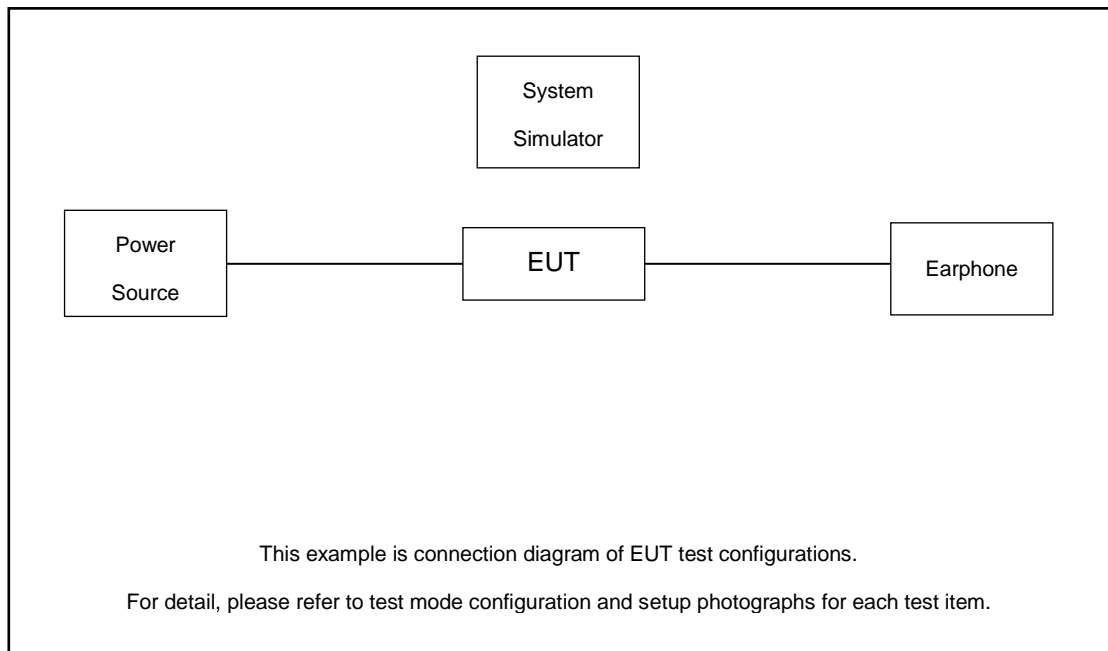 System
Simulator
Power
Source
EUT
Earphone
This example is connection diagram of EUT test configurations.
For detail, please refer to test mode configuration and setup photographs for each test item.